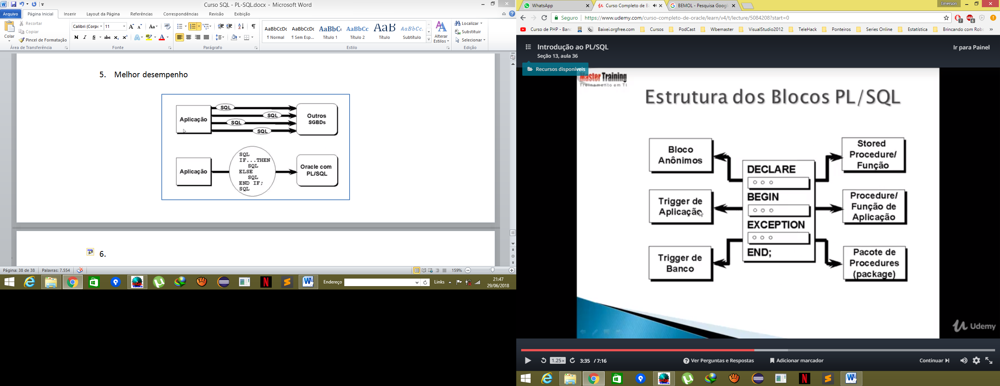 Curso SQL - PL-SQL.docx - Microsoft Word
Arquivo
Página Inicial
Inserir
Layout da Página
Referências
Correspondências
Revisão
Exibição
Colar
Recortar
Copiar
Pincel de Formatação
Área de Transferência
Calibri (Corp
11
Aa
N I S abc x₂ x²
Fonte
Parágrafo
AaBbCcDc
¶ Normal
AaBbCcDc
¶ Sem Esp...
AaBbC
Título 1
AaBbCc
Título 2
AaB
Título
AaBbCc.
Subtítulo
Alterar
Estilos
Estilo
Localizar
Substituir
Selecionar
Edição
5. Melhor desempenho
Aplicação
SQL
SQL
SQL
SQL
Outros
SGBDs
Aplicação
SQL
IF...THEN
SQL
ELSE
SQL
END IF;
SQL
Oracle com
PL/SQL
6.
Página: 38 de 38
Palavras: 7.554
159%
Endereço
Links
21:47
29/06/2018
WhatsApp
Curso Completo de B
BEMOL - Pesquisa Googl
Emerson
Seguro
https://www.udemy.com/curso-completo-de-oracle/learn/v4/t/lecture/5084208?start=0
7
6
Curso de PHP - Banc
Baixei.orgfree.com
Cursos
PodCast
Wbemaster
VisualStudio2012
TeleHack
Ponteiros
Series Online
Estatística
Brincando com Rob
Introdução ao PL/SQL
Seção 13, aula 36
Ir para Painel
Recursos disponíveis
Master Training
Treinamento em TI
Estrutura dos Blocos PL/SQL
Bloco
Anônimos
Trigger de
Aplicação
Trigger de
Banco
DECLARE
BEGIN
EXCEPTION
END;
Stored
Procedure/
Função
Procedure/
Função de
Aplicação
Pacote de
Procedures
(package)
Udemy
1.25×
3:35 / 7:16
Ver Perguntas e Respostas
Adicionar marcador
Continuar